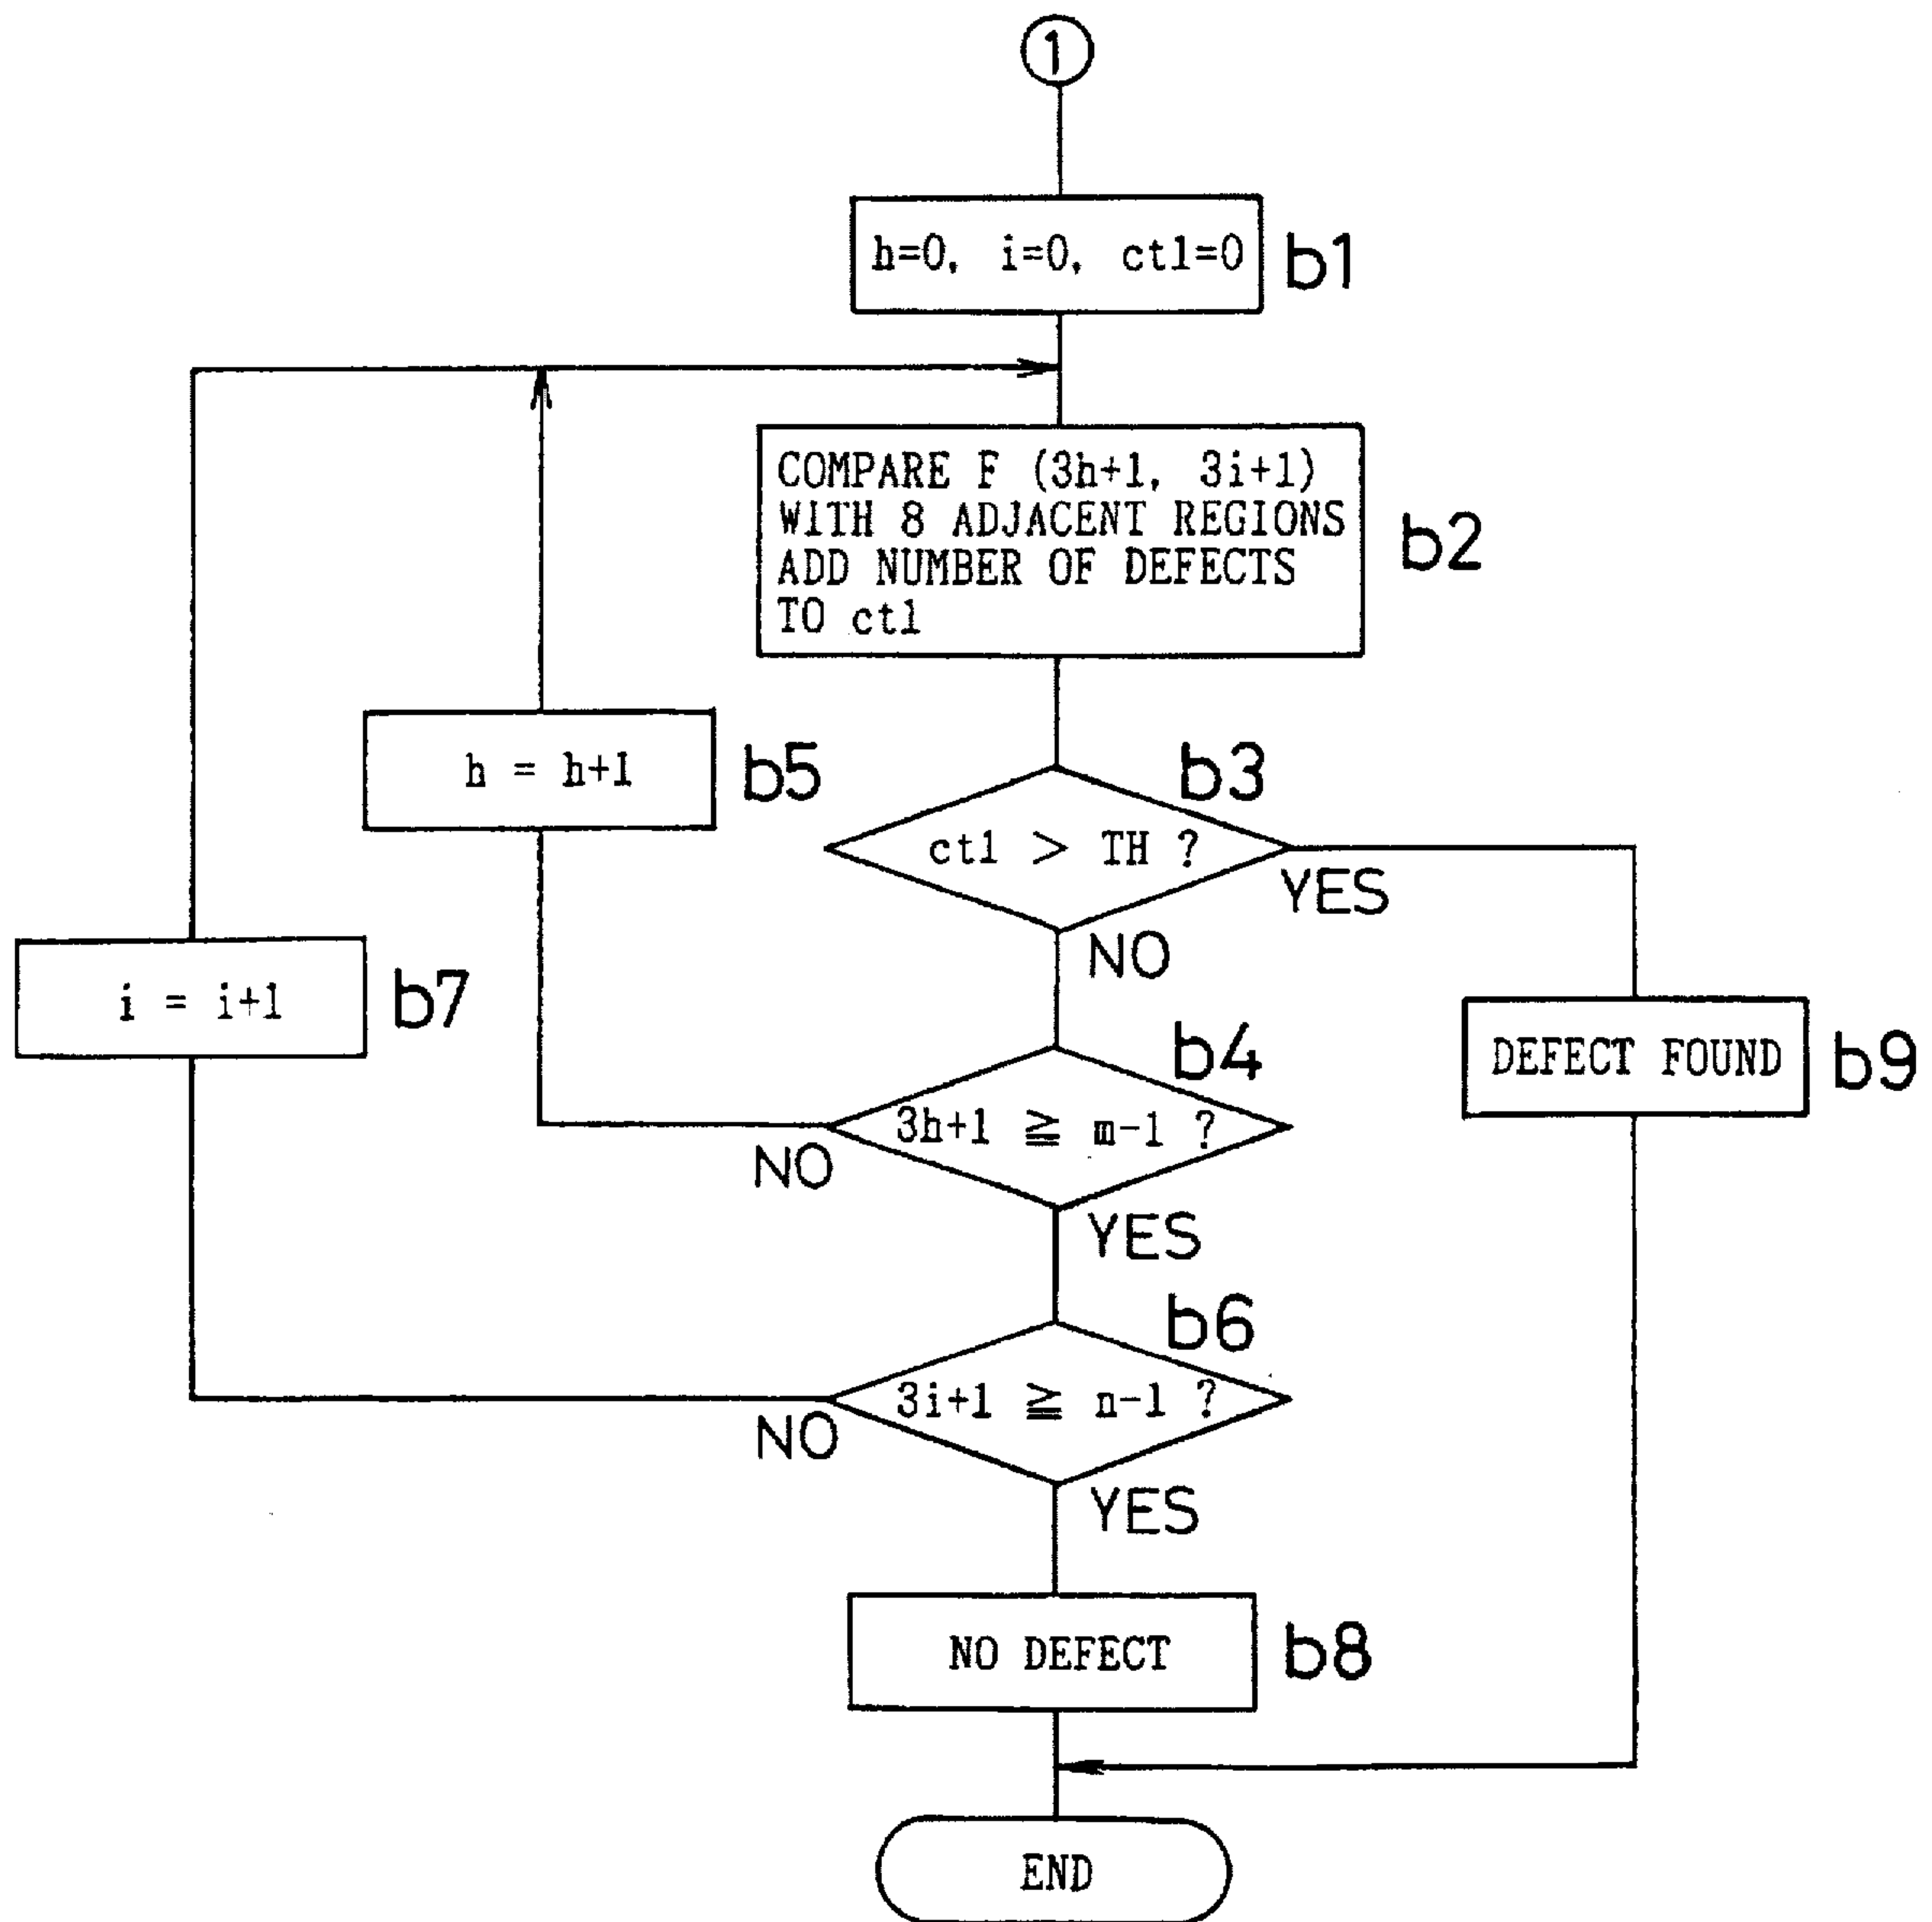 1
h=0, i=0, ct1=0
b1
COMPARE F (3h+1, 3i+1)
WITH 8 ADJACENT REGIONS
ADD NUMBER OF DEFECTS
TO ct1
b2
h = h+1
b5
b3
ct1 > TH ?
YES
NO
i = i+1
b7
b4
3h+1 ≧ m-1 ?
NO
YES
DEFECT FOUND
b9
b6
3i+1 ≧ n-1 ?
NO
YES
NO DEFECT
b8
END